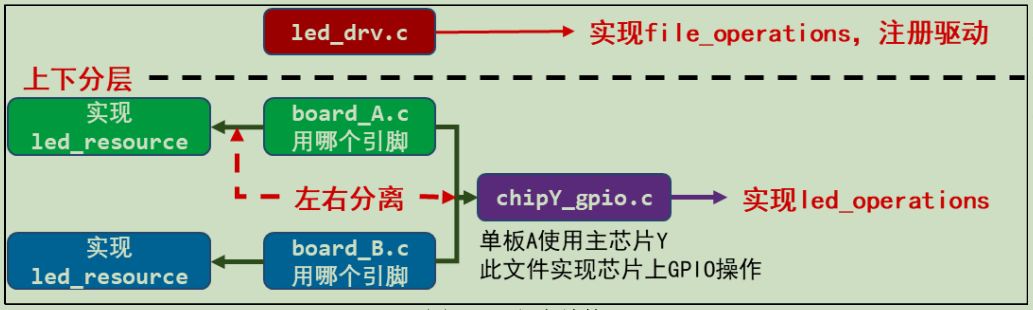 led_drv.c
实现file_operations，注册驱动
上下分层
实现
led_resource
board_A.c
用哪个引脚
左右分离
chipY_gpio.c
实现led_operations
单板A使用主芯片Y
此文件实现芯片上GPIO操作
实现
led_resource
board_B.c
用哪个引脚